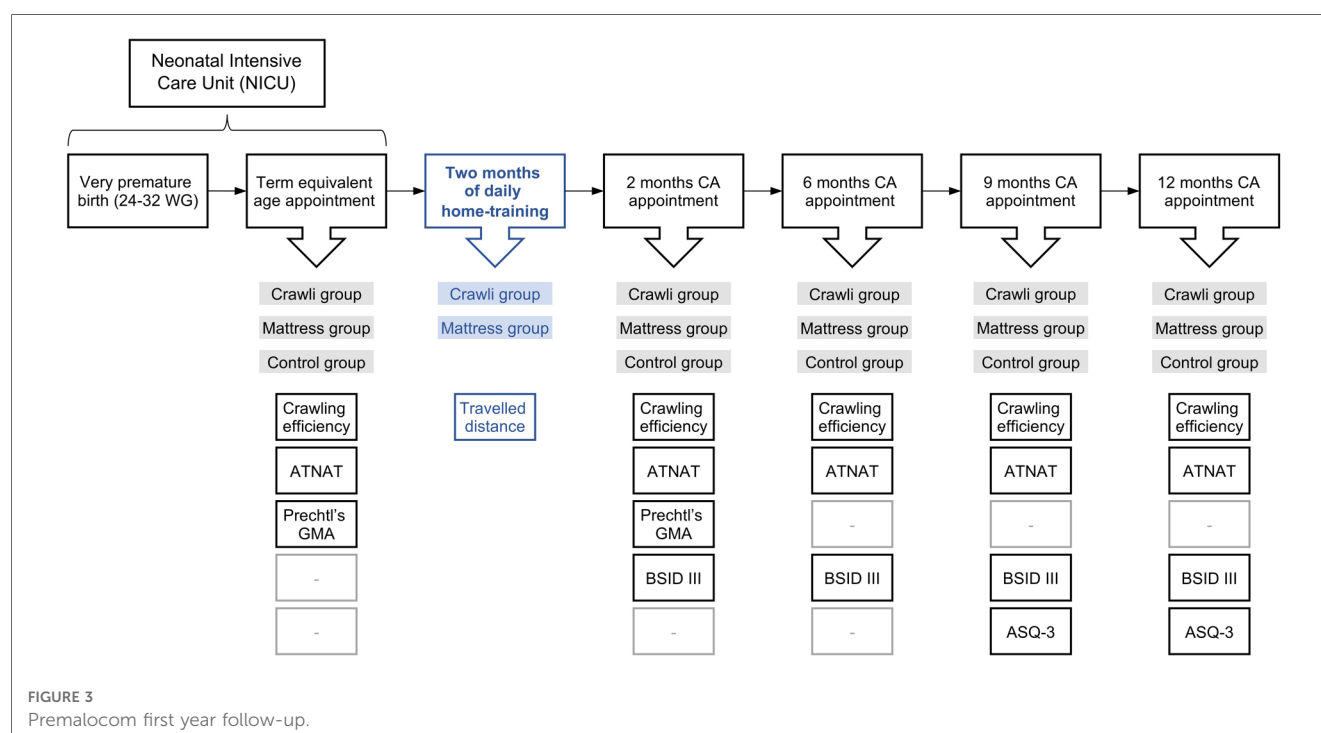 Neonatal Intensive
Care Unit (NICU)
Very premature
birth (24-32 WG)
Term equivalent
age appointment
Two months
of daily
home-training
2 months CA
appointment
6 months CA
appointment
9 months CA
appointment
12 months CA
appointment
Crawli group
Mattress group
Control group
Crawling
efficiency
ATNAT
Prechtl's
GMA
-
-
Crawli group
Mattress group
Travelled
distance
Crawli group
Mattress group
Control group
Crawling
efficiency
ATNAT
Prechtl's
GMA
BSID III
-
Crawli group
Mattress group
Control group
Crawling
efficiency
ATNAT
-
BSID III
-
Crawli group
Mattress group
Control group
Crawling
efficiency
ATNAT
-
BSID III
ASQ-3
Crawli group
Mattress group
Control group
Crawling
efficiency
ATNAT
-
BSID III
ASQ-3
FIGURE 3
Premalocom first year follow-up.